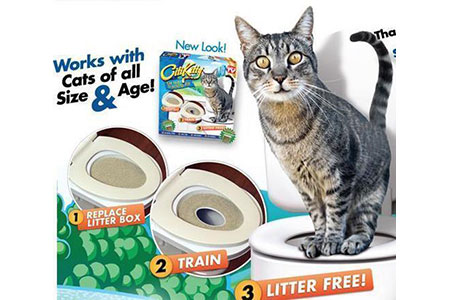 Works with
Cats of all
Size & Age!
New Look!
CitiKitty
Tha
1 REPLACE
LITTER BOX
2 TRAIN
3 LITTER FREE!